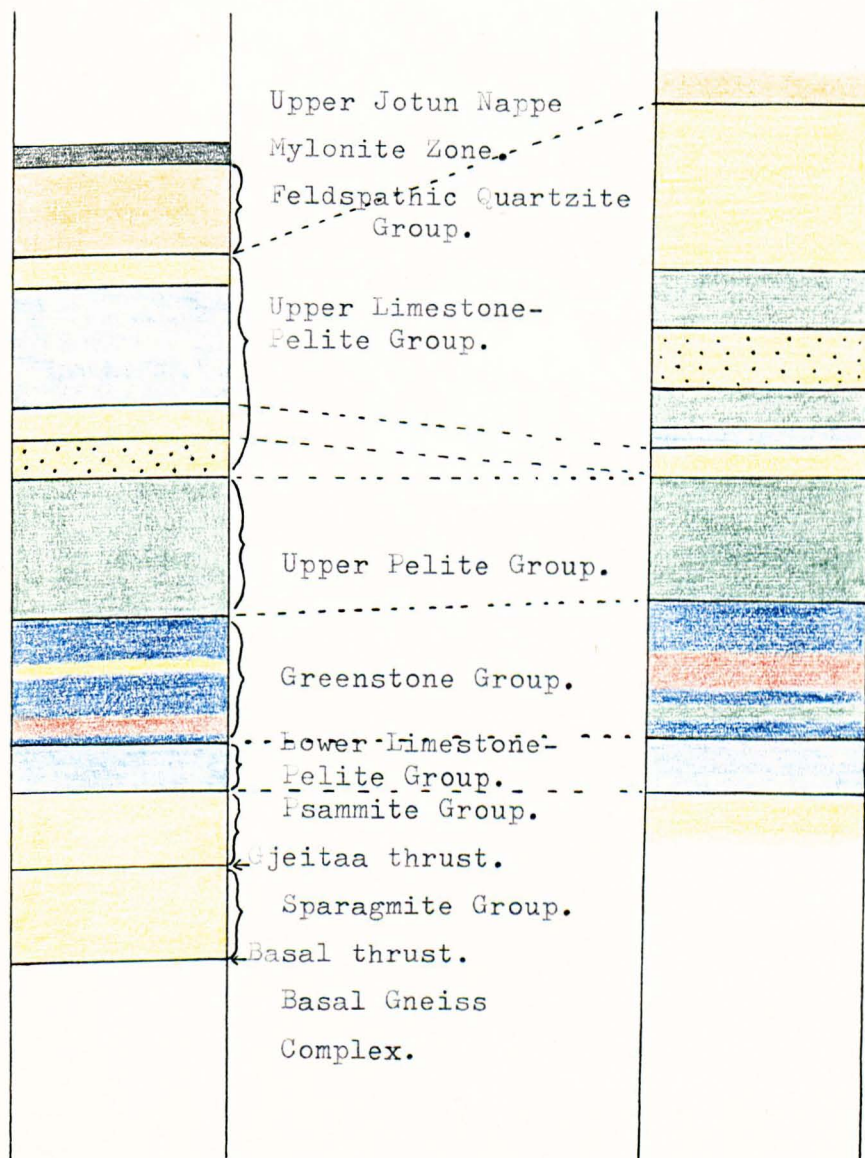 Upper Jotun Nappe
Mylonite Zone.
Feldspathic Quartzite
Group.
Upper Limestone-
Pelite Group.
Upper Pelite Group.
Greenstone Group.
Lower Limestone-
Pelite Group.
Psammite Group.
Gjeitaa thrust.
Sparagmite Group.
Basal thrust.
Basal Gneiss
Complex.